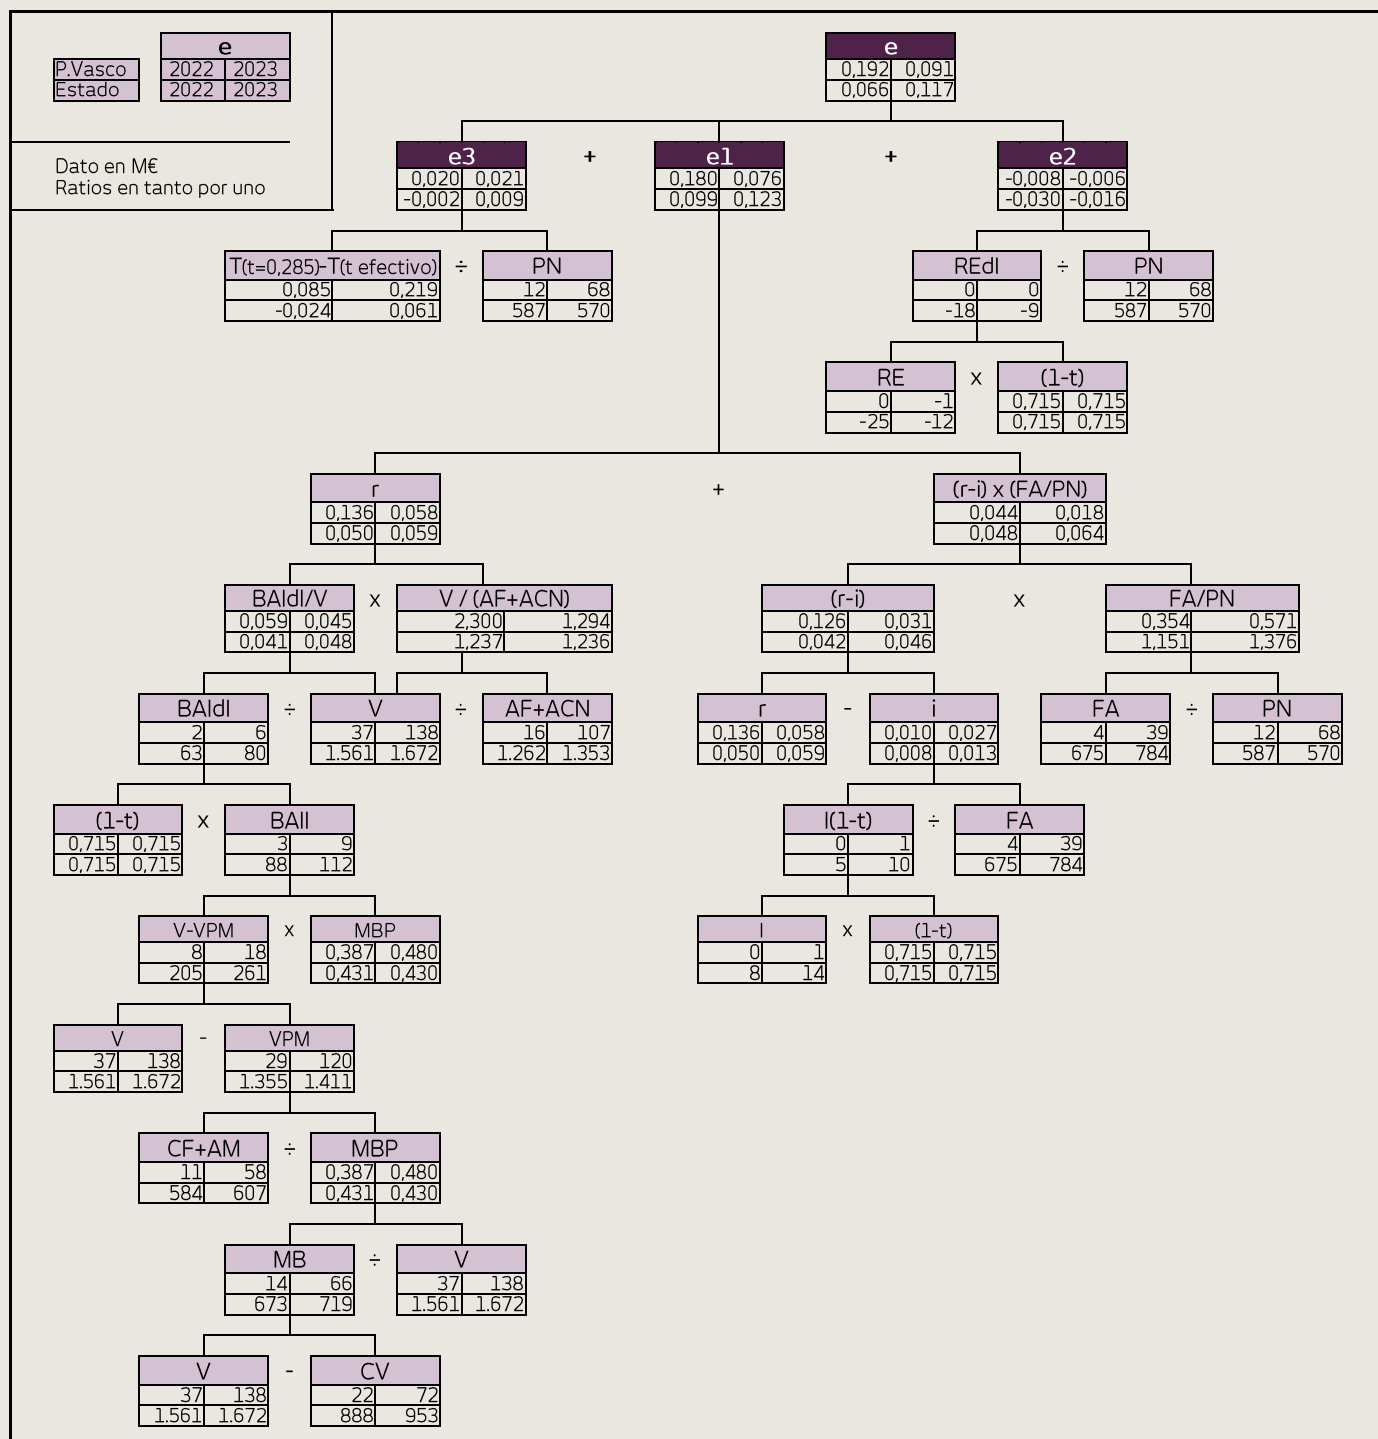 e
P.Vasco 2022 2023
Estado 2022 2023
Dato en M€
Ratios en tanto por uno
e
0,192 0,091
0,066 0,117
e3 + e1 + e2
0,020 0,021 0,180 0,076 -0,008 -0,006
-0,002 0,009 0,099 0,123 -0,030 -0,016
T(t=0,285)-T(t efectivo) ÷ PN REdI ÷ PN
0,085 0,219 12 68 0 0 12 68
-0,024 0,061 587 570 -18 -9 587 570
RE x (1-t)
0 -1 0,715 0,715
-25 -12 0,715 0,715
r + (r-i) x (FA/PN)
0,136 0,058 0,044 0,018
0,050 0,059 0,048 0,064
BAIdI/V x V / (AF+ACN) (r-i) x FA/PN
0,059 0,045 2,300 1,294 0,126 0,031 0,354 0,571
0,041 0,048 1,237 1,236 0,042 0,046 1,151 1,376
BAIdI ÷ V ÷ AF+ACN r - i FA ÷ PN
2 6 37 138 16 107 0,136 0,058 0,010 0,027 4 39 12 68
63 80 1.561 1.672 1.262 1.353 0,050 0,059 0,008 0,013 675 784 587 570
(1-t) x BAII I(1-t) ÷ FA
0,715 0,715 3 9 0 1 4 39
0,715 0,715 88 112 5 10 675 784
V-VPM x MBP I x (1-t)
8 18 0,387 0,480 0 1 0,715 0,715
205 261 0,431 0,430 8 14 0,715 0,715
V - VPM
37 138 29 120
1.561 1.672 1.355 1.411
CF+AM ÷ MBP
11 58 0,387 0,480
584 607 0,431 0,430
MB ÷ V
14 66 37 138
673 719 1.561 1.672
V - CV
37 138 22 72
1.561 1.672 888 953